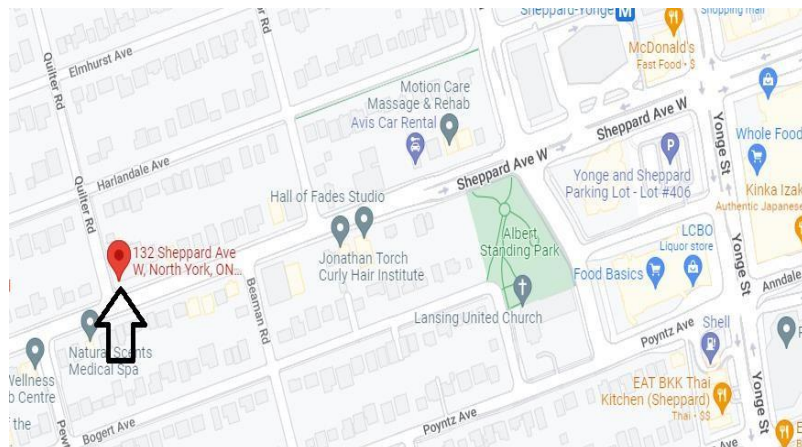 Sheppard-Yonge
M
Shopping mall
McDonald's
Fast Food · $
Elmhurst Ave
Quilter Rd
Rd
Motion Care
Massage & Rehab
Avis Car Rental
Sheppard Ave W
Yonge St
Whole Food
Harlandale Ave
P
Yonge and Sheppard
Parking Lot - Lot #406
Sheppard Ave W
Kinka Izak
Authentic Japanese
Quilter Rd
Hall of Fades Studio
Albert
Standing Park
LCBO
Liquor store
132 Sheppard Ave
W, North York, ON...
Jonathan Torch
Curly Hair Institute
Food Basics
Yonge St
Beaman Rd
Lansing United Church
Poyntz Ave
Shell
Natural Scents
Medical Spa
Wellness
b Centre
the
Bogert Ave
Poyntz Ave
EAT BKK Thai
Kitchen (Sheppard)
Thai · $$
Yonge St